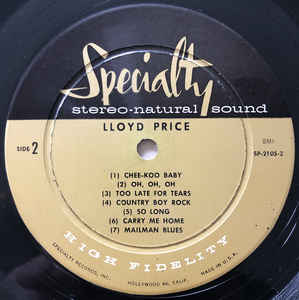 Specialty
stereo-natural sound
LLOYD PRICE
BMI
SIDE 2
SP-2105-2
(1) CHEE-KOO BABY
(2) OH, OH, OH
(3) TOO LATE FOR TEARS
(4) COUNTRY BOY ROCK
(5) SO LONG
(6) CARRY ME HOME
(7) MAILMAN BLUES
HIGH FIDELITY
SPECIALTY RECORDS, INC.
HOLLYWOOD 46, CALIF.
MADE IN U.S.A.